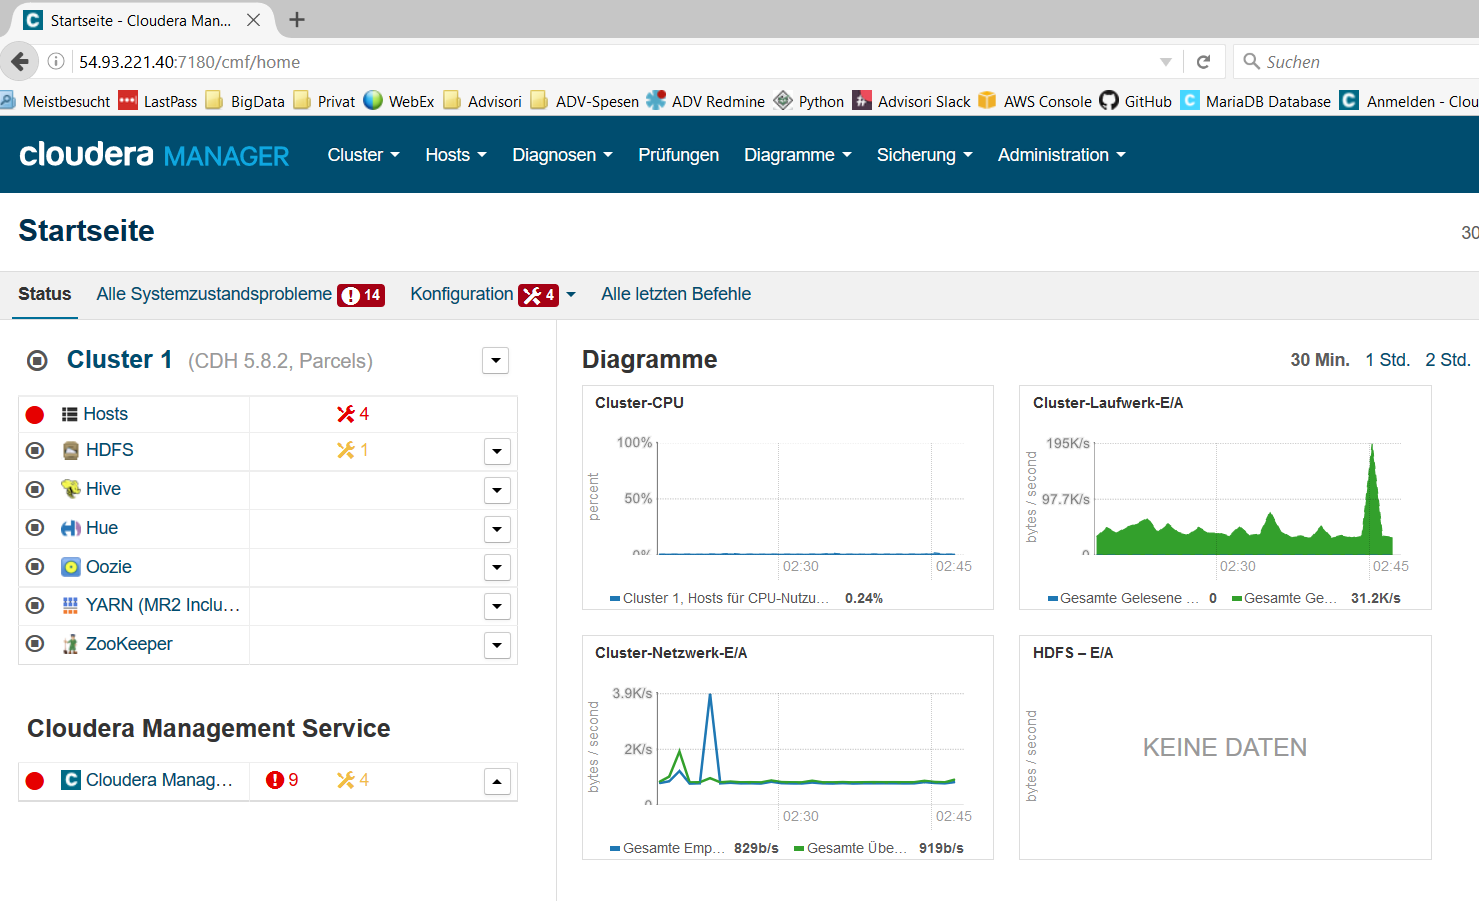 Startseite - Cloudera Man...
54.93.221.40:7180/cmf/home
Suchen
Meistbesucht LastPass BigData Privat WebEx Advisori ADV-Spesen ADV Redmine Python Advisori Slack AWS Console GitHub MariaDB Database Anmelden - Clou
cloudera MANAGER Cluster Hosts Diagnosen Prüfungen Diagramme Sicherung Administration
Startseite
30
Status Alle Systemzustandsprobleme 14 Konfiguration 4 Alle letzten Befehle
Cluster 1 (CDH 5.8.2, Parcels)
Hosts 4
HDFS 1
Hive
Hue
Oozie
YARN (MR2 Inclu...
ZooKeeper
Cloudera Management Service
Cloudera Manag... 9 4
Diagramme
30 Min. 1 Std. 2 Std.
Cluster-CPU
percent
100%
50%
0%
02:30 02:45
Cluster 1, Hosts für CPU-Nutzu... 0.24%
Cluster-Laufwerk-E/A
bytes / second
195K/s
97.7K/s
0
02:30 02:45
Gesamte Gelesene ... 0 Gesamte Ge... 31.2K/s
Cluster-Netzwerk-E/A
bytes / second
3.9K/s
2K/s
0
02:30 02:45
Gesamte Emp... 829b/s Gesamte Übe... 919b/s
HDFS – E/A
bytes / second
KEINE DATEN